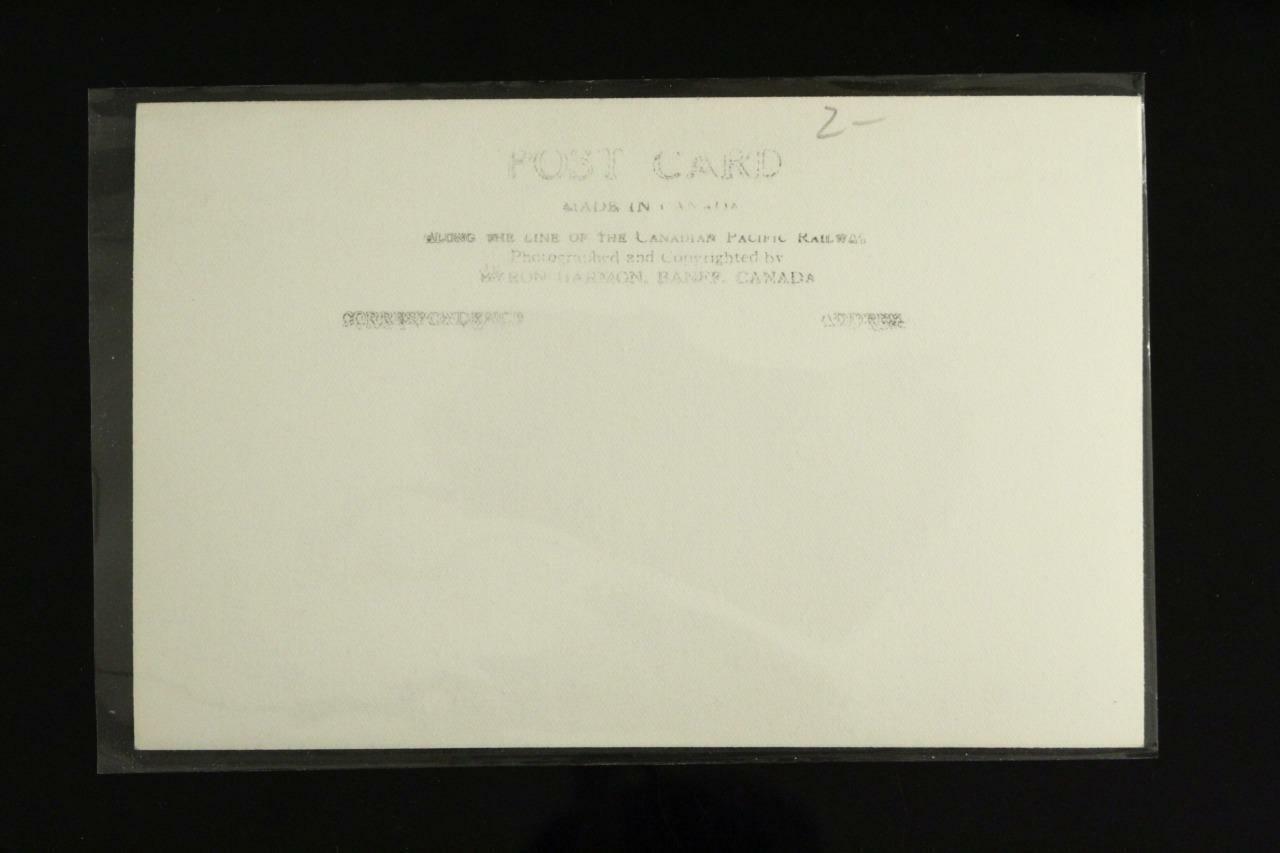 2-
POST CARD
MADE IN CANADA
ALONG THE LINE OF THE CANADIAN PACIFIC RAILWAY
Photographed and Copyrighted by
BYRON HARMON, BANFF, CANADA
CORRESPONDENCE ADDRESS